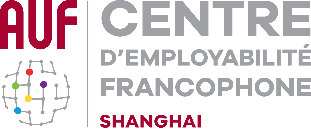 AUF
CENTRE
D'EMPLOYABILITÉ
FRANCOPHONE
SHANGHAI